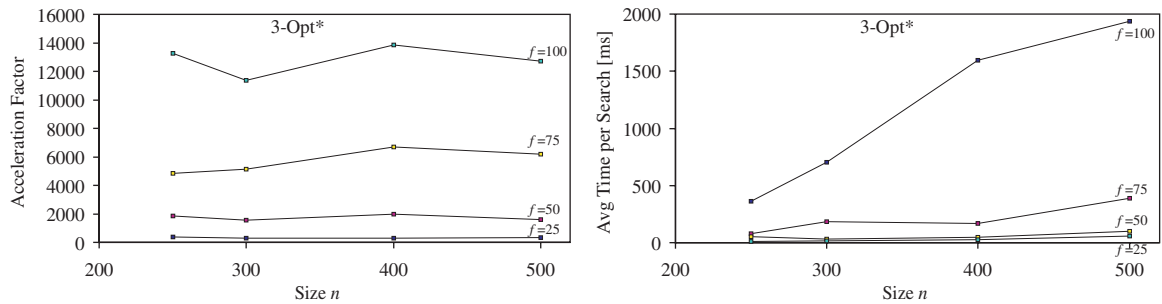 3-Opt*
Acceleration Factor
16000
14000
12000
10000
8000
6000
4000
2000
0
f=100
f=75
f=50
f=25
200
300
400
500
Size n
3-Opt*
Avg Time per Search [ms]
2000
1500
1000
500
0
f=100
f=75
f=50
f=25
200
300
400
500
Size n